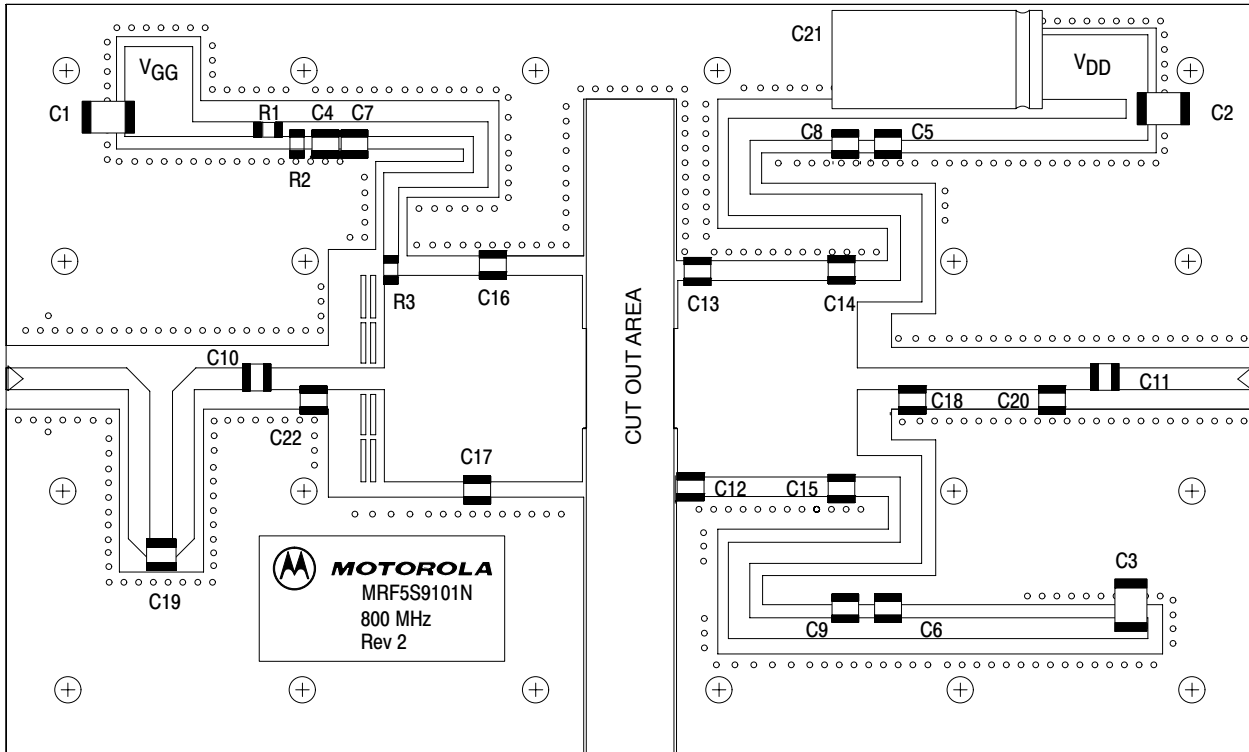 C21
VGG
VDD
C1
R1
C4
C7
C8
C5
C2
R2
R3
C16
C13
C14
C10
C11
CUT OUT AREA
C22
C18
C20
C17
C12
C15
MOTOROLA
MRF5S9101N
800 MHz
Rev 2
C3
C19
C9
C6